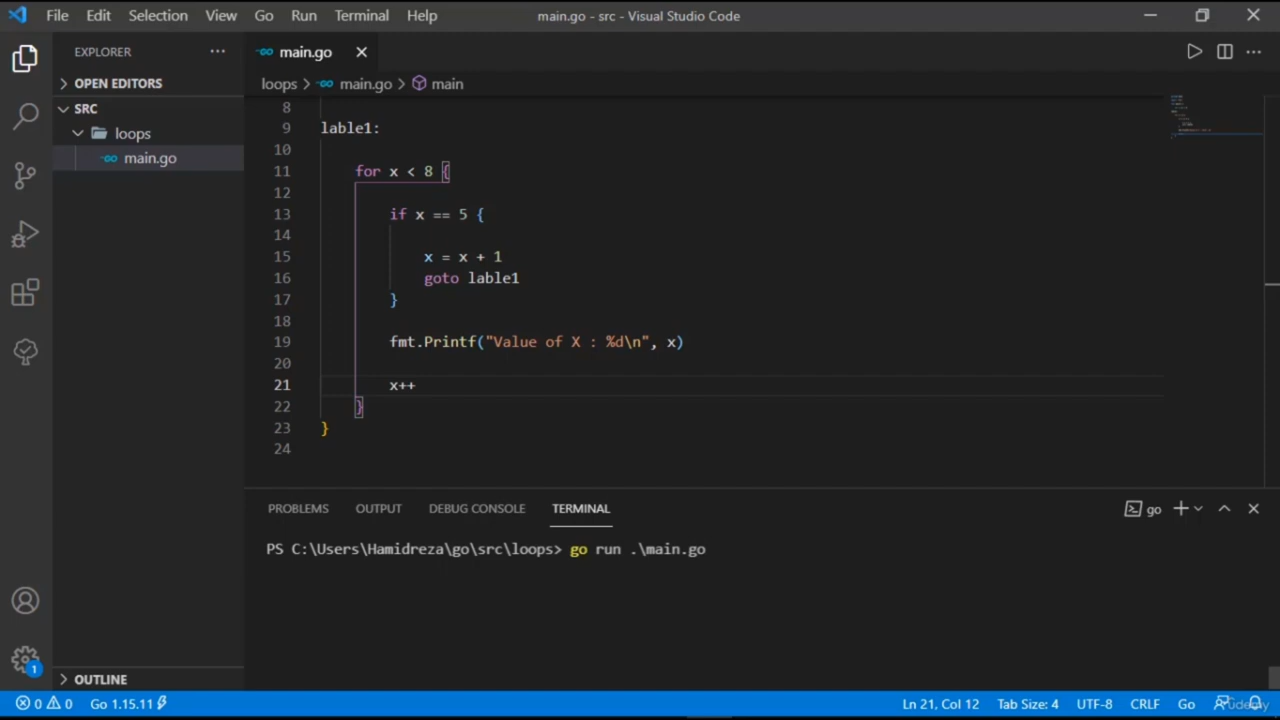 File Edit Selection View Go Run Terminal Help main.go - src - Visual Studio Code
EXPLORER
main.go
OPEN EDITORS
loops > main.go > main
SRC
loops
main.go
8
9 lable1:
10
11 for x < 8 {
12
13 if x == 5 {
14
15 x = x + 1
16 goto lable1
17 }
18
19 fmt.Printf("Value of X : %d\n", x)
20
21 x++
22 }
23 }
24
PROBLEMS OUTPUT DEBUG CONSOLE TERMINAL
go
PS C:\Users\Hamidreza\go\src\loops> go run .\main.go
1
OUTLINE
0 0 Go 1.15.11 Ln 21, Col 12 Tab Size: 4 UTF-8 CRLF Go
Udemy